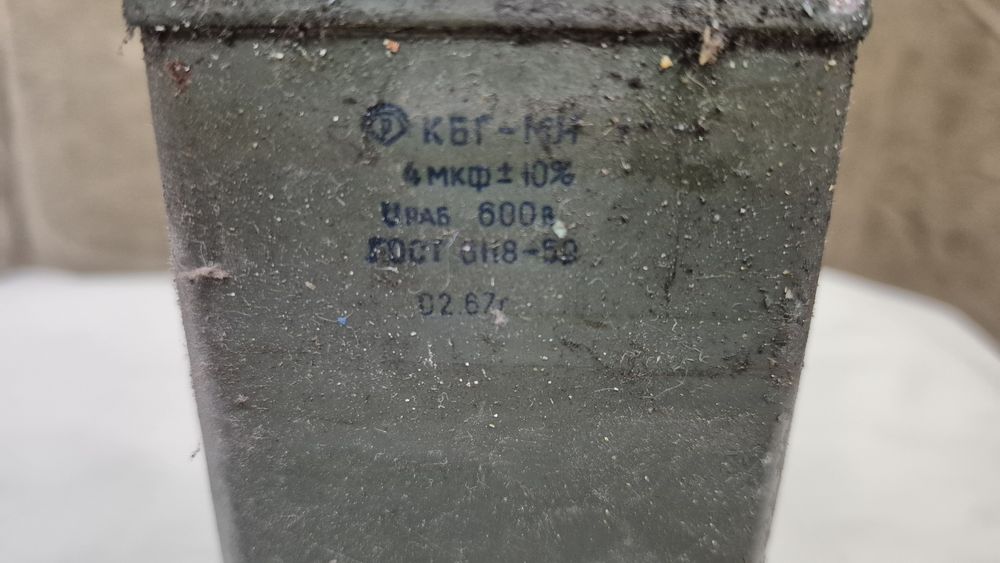 КБГ-МН
4 мкф ± 10%
Uраб 600в
ГОСТ 6118-59
02.67г